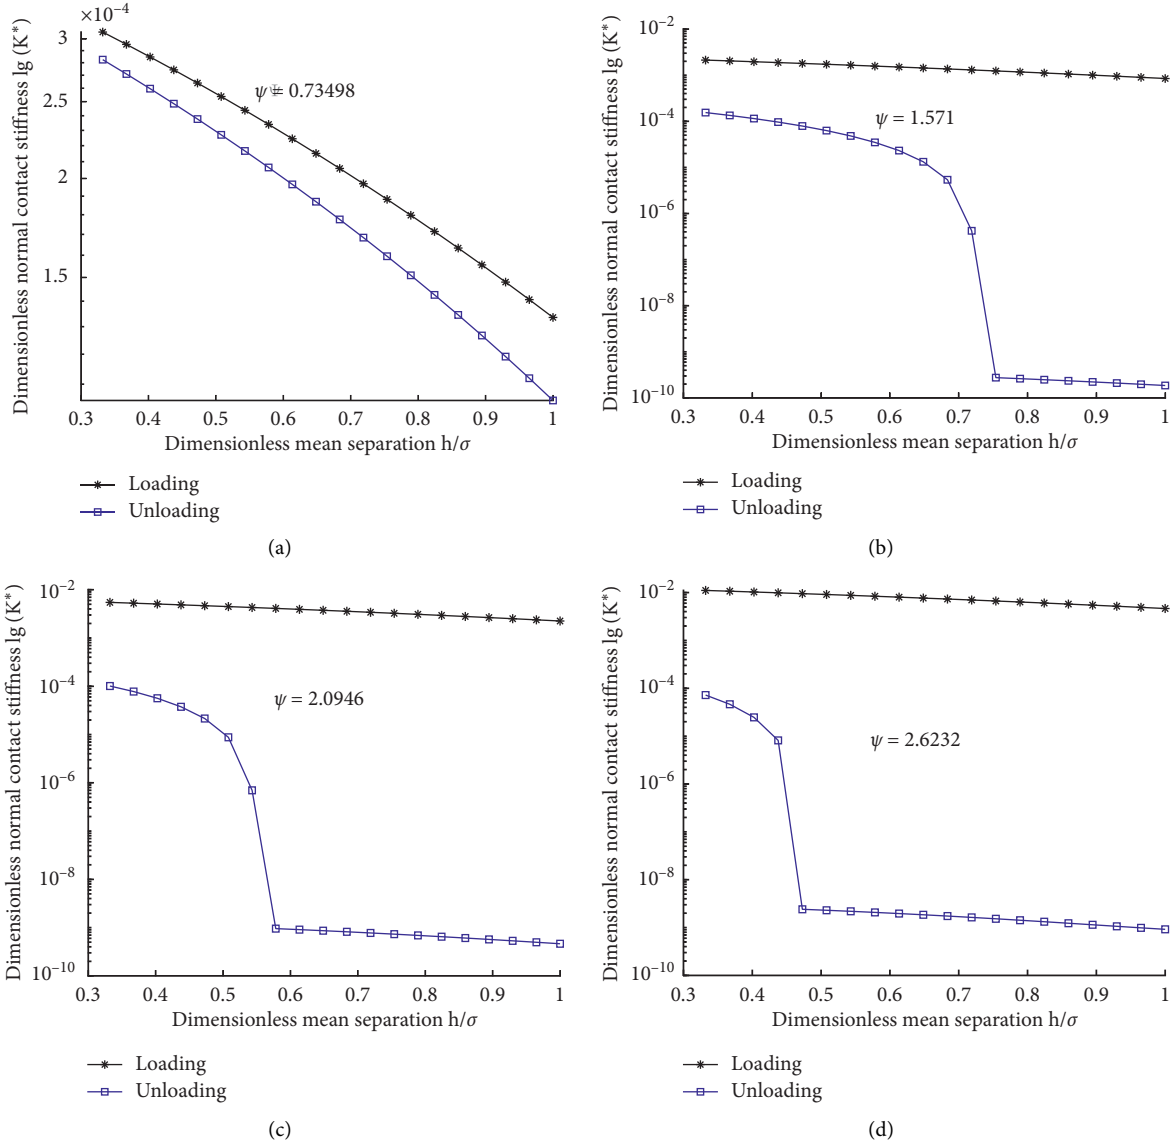 ×10⁻⁴
3
2.5
2
1.5
0.3 0.4 0.5 0.6 0.7 0.8 0.9 1
Dimensionless normal contact stiffness lg (K*)
Dimensionless mean separation h/σ
ψ = 0.73498
Loading
Unloading
(a)
10⁻²
10⁻⁴
10⁻⁶
10⁻⁸
10⁻¹⁰
0.3 0.4 0.5 0.6 0.7 0.8 0.9 1
Dimensionless normal contact stiffness lg (K*)
Dimensionless mean separation h/σ
ψ = 1.571
Loading
Unloading
(b)
10⁻²
10⁻⁴
10⁻⁶
10⁻⁸
10⁻¹⁰
0.3 0.4 0.5 0.6 0.7 0.8 0.9 1
Dimensionless normal contact stiffness lg (K*)
Dimensionless mean separation h/σ
ψ = 2.0946
Loading
Unloading
(c)
10⁻²
10⁻⁴
10⁻⁶
10⁻⁸
10⁻¹⁰
0.3 0.4 0.5 0.6 0.7 0.8 0.9 1
Dimensionless normal contact stiffness lg (K*)
Dimensionless mean separation h/σ
ψ = 2.6232
Loading
Unloading
(d)